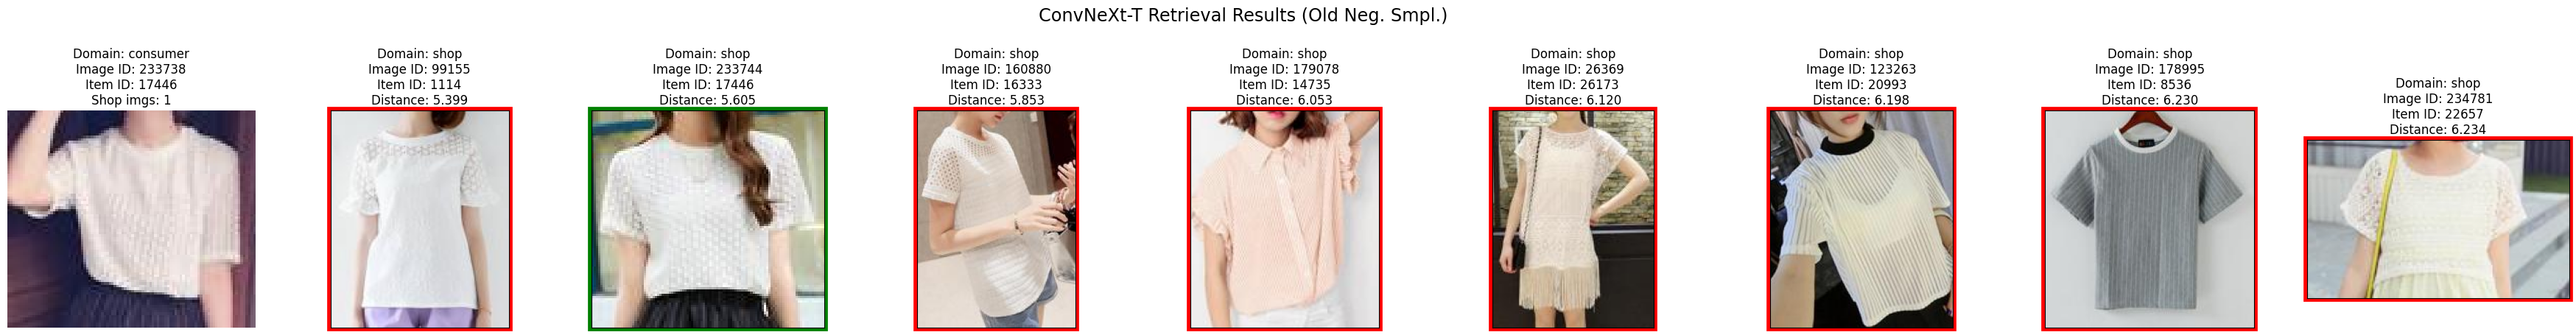 ConvNeXt-T Retrieval Results (Old Neg. Smpl.)
Domain: consumer
Image ID: 233738
Item ID: 17446
Shop imgs: 1
Domain: shop
Image ID: 99155
Item ID: 1114
Distance: 5.399
Domain: shop
Image ID: 233744
Item ID: 17446
Distance: 5.605
Domain: shop
Image ID: 160880
Item ID: 16333
Distance: 5.853
Domain: shop
Image ID: 179078
Item ID: 14735
Distance: 6.053
Domain: shop
Image ID: 26369
Item ID: 26173
Distance: 6.120
Domain: shop
Image ID: 123263
Item ID: 20993
Distance: 6.198
Domain: shop
Image ID: 178995
Item ID: 8536
Distance: 6.230
Domain: shop
Image ID: 234781
Item ID: 22657
Distance: 6.234